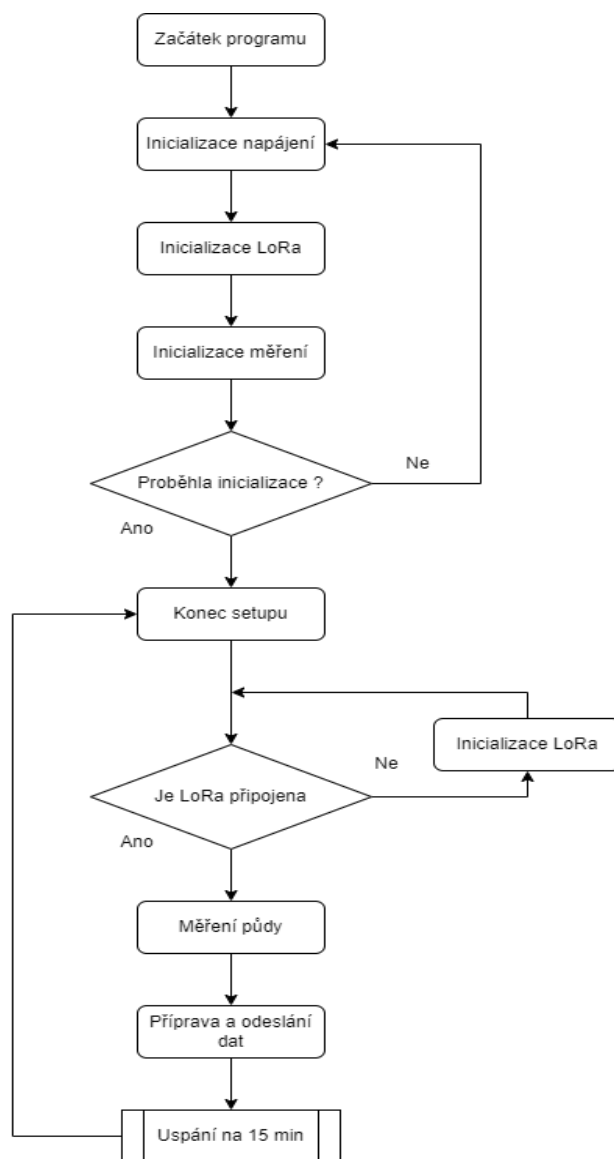 Začátek programu
Inicializace napájení
Inicializace LoRa
Inicializace měření
Proběhla inicializace ?
Ne
Ano
Konec setupu
Inicializace LoRa
Je LoRa připojena
Ne
Ano
Měření půdy
Příprava a odeslání
dat
Uspání na 15 min